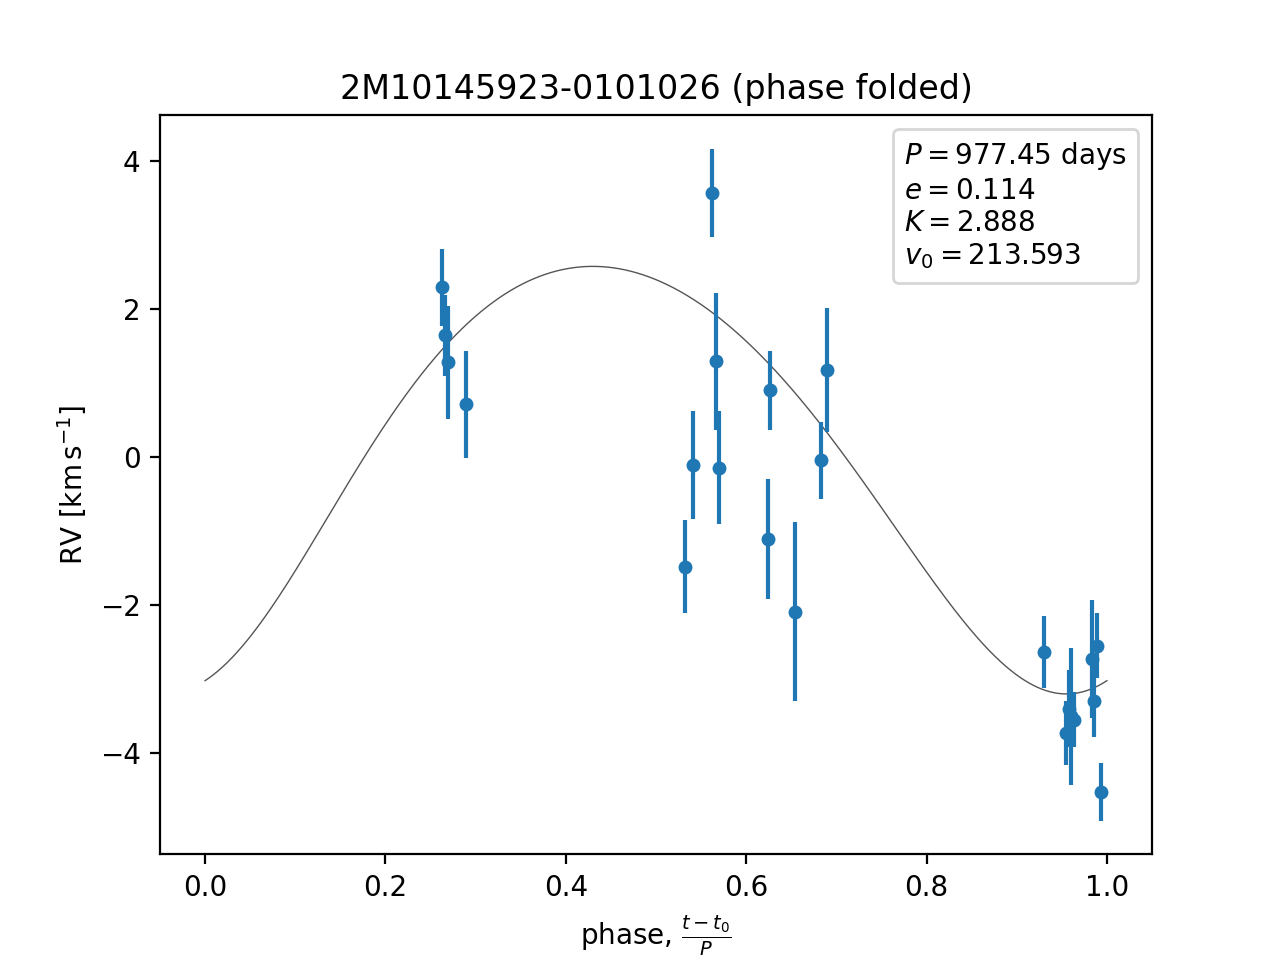 2M10145923-0101026 (phase folded)
P = 977.45 days
e = 0.114
K = 2.888
v₀ = 213.593
4
2
0
−2
−4
RV [km s⁻¹]
0.0 0.2 0.4 0.6 0.8 1.0
phase, (t − t₀)/P